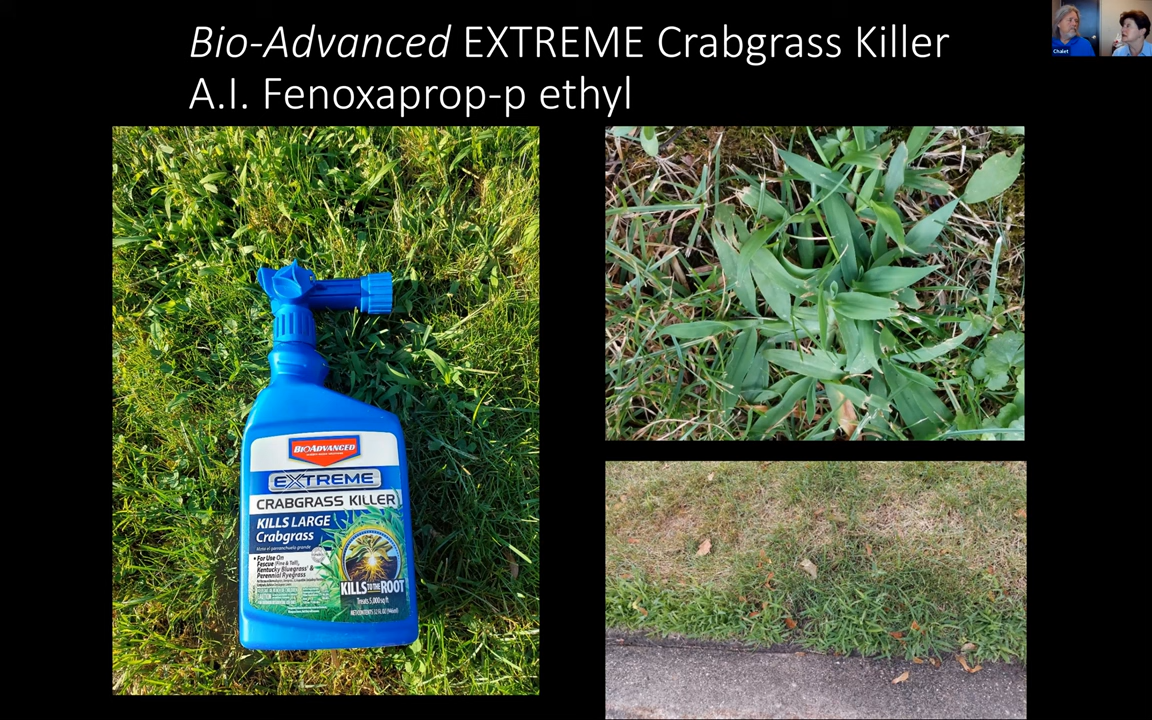 Bio-Advanced EXTREME Crabgrass Killer
A.I. Fenoxaprop-p ethyl
Chalet
BIOADVANCED
EXTREME
CRABGRASS KILLER
KILLS LARGE
Crabgrass
• For Use On
Fescue (Fine & Tall),
Kentucky Bluegrass &
Perennial Ryegrass
KILLS TO THE ROOT
Treats 5,000 sq ft